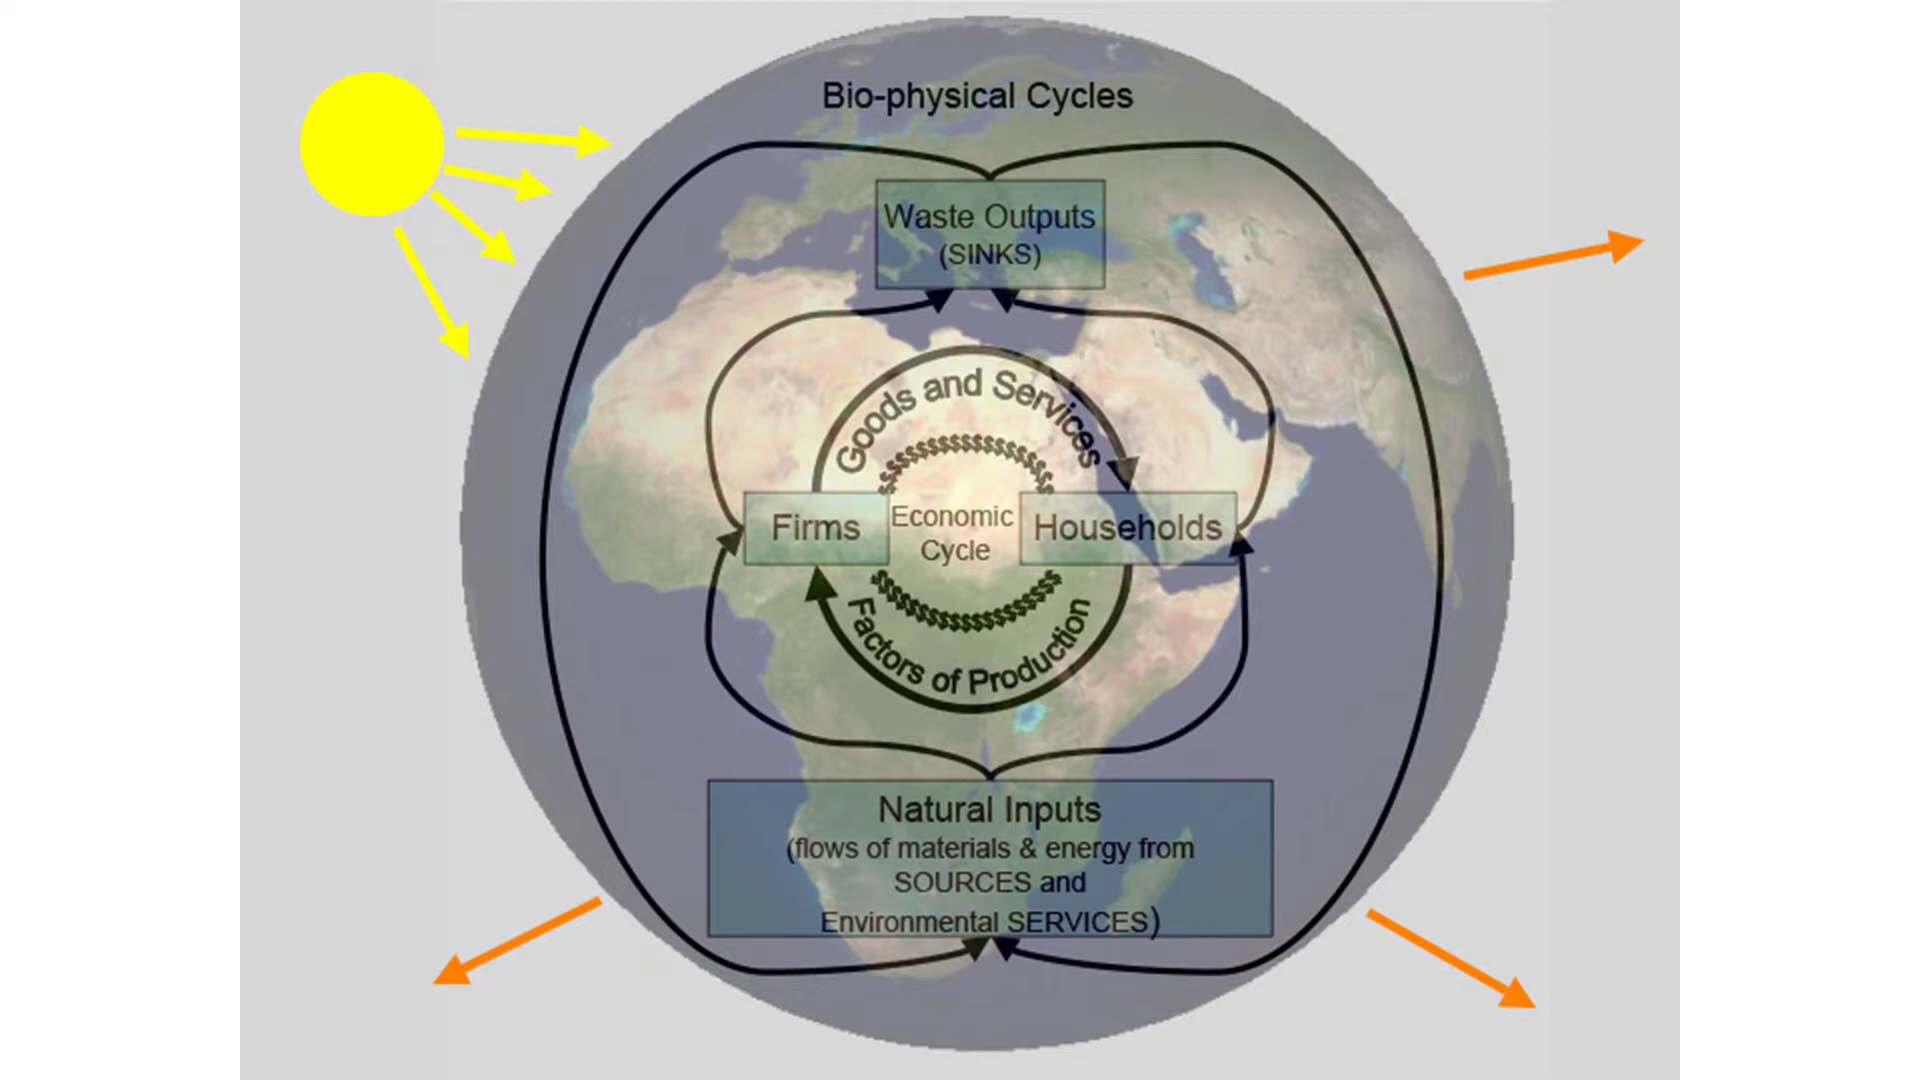 Bio-physical Cycles
Waste Outputs
(SINKS)
Goods and Services
$$$$$$$$$$$$$$$$$$$$$$
Firms
Economic
Cycle
Households
$$$$$$$$$$$$$$$$$$$$$$
Factors of Production
Natural Inputs
(flows of materials & energy from
SOURCES and
Environmental SERVICES)